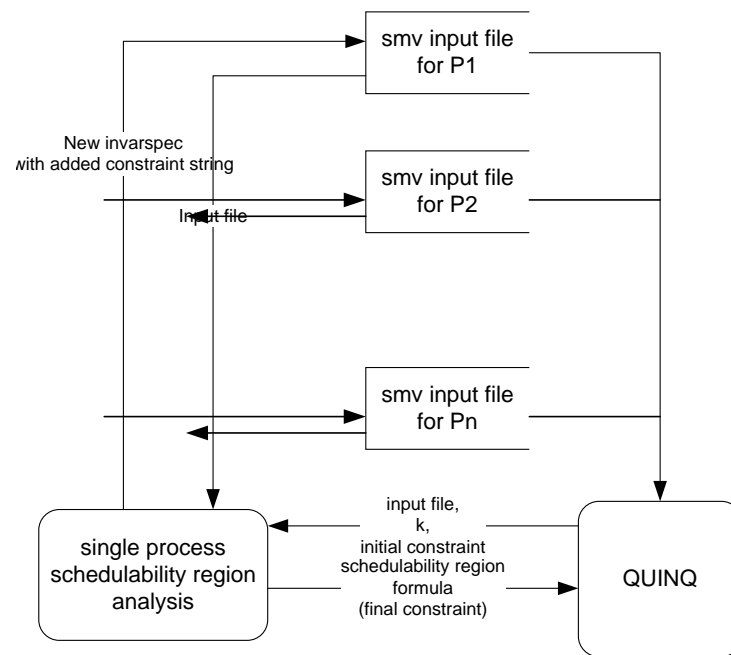 smv input file
for P1
New invarspec
with added constraint string
smv input file
for P2
Input file
smv input file
for Pn
input file,
k,
initial constraint
schedulability region
formula
(final constraint)
single process
schedulability region
analysis
QUINQ